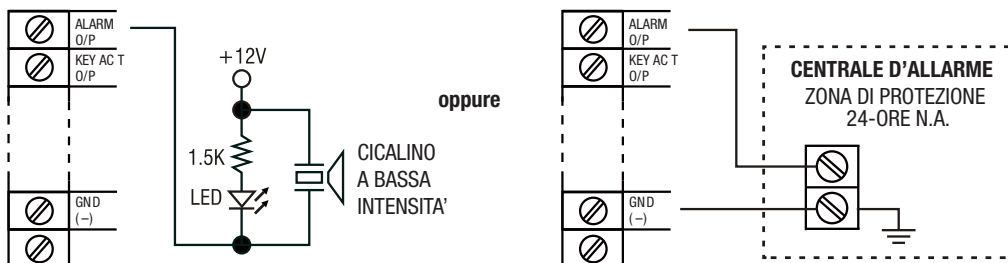 ALARM
O/P
KEY AC T
O/P
GND
(–)
+12V
1.5K
LED
CICALINO
A BASSA
INTENSITA’
oppure
ALARM
O/P
KEY AC T
O/P
GND
(–)
CENTRALE D’ALLARME
ZONA DI PROTEZIONE
24-ORE N.A.